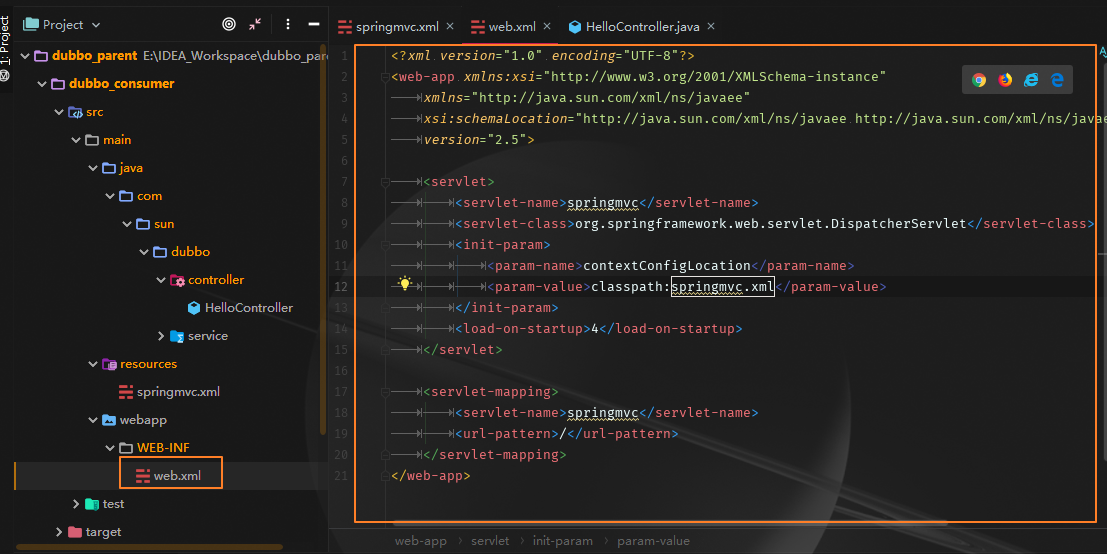 Project
springmvc.xml
web.xml
HelloController.java
1: Project
dubbo_parent E:\IDEA_Workspace\dubbo_par
dubbo_consumer
src
main
java
com
sun
dubbo
controller
HelloController
service
resources
springmvc.xml
webapp
WEB-INF
web.xml
test
target
1 <?xml version="1.0" encoding="UTF-8"?>
2 <web-app xmlns:xsi="http://www.w3.org/2001/XMLSchema-instance"
3 xmlns="http://java.sun.com/xml/ns/javaee"
4 xsi:schemaLocation="http://java.sun.com/xml/ns/javaee http://java.sun.com/xml/ns/javae
5 version="2.5">
6
7 <servlet>
8 <servlet-name>springmvc</servlet-name>
9 <servlet-class>org.springframework.web.servlet.DispatcherServlet</servlet-class>
10 <init-param>
11 <param-name>contextConfigLocation</param-name>
12 <param-value>classpath:springmvc.xml</param-value>
13 </init-param>
14 <load-on-startup>4</load-on-startup>
15 </servlet>
16
17 <servlet-mapping>
18 <servlet-name>springmvc</servlet-name>
19 <url-pattern>/</url-pattern>
20 </servlet-mapping>
21 </web-app>
web-app › servlet › init-param › param-value